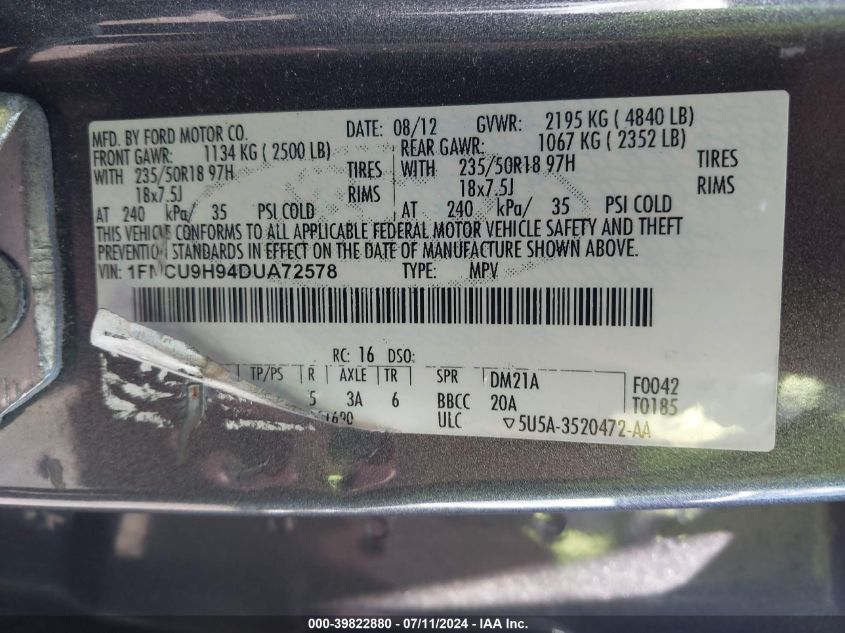 MFD. BY FORD MOTOR CO. DATE: 08/12 GVWR: 2195 KG ( 4840 LB)
FRONT GAWR: 1134 KG ( 2500 LB) REAR GAWR: 1067 KG ( 2352 LB)
WITH 235/50R18 97H TIRES WITH 235/50R18 97H TIRES
18x7.5J RIMS 18x7.5J RIMS
AT 240 kPa/ 35 PSI COLD AT 240 kPa/ 35 PSI COLD
THIS VEHICLE CONFORMS TO ALL APPLICABLE FEDERAL MOTOR VEHICLE SAFETY AND THEFT
PREVENTION STANDARDS IN EFFECT ON THE DATE OF MANUFACTURE SHOWN ABOVE.
VIN: 1FMCU9H94DUA72578 TYPE: MPV
RC: 16 DSO:
TP/PS R AXLE TR SPR DM21A F0042
5 3A 6 BBCC 20A T0185
ULC ▽5U5A-3520472-AA
000-39822880 / 07/11/2024 - IAAI.com